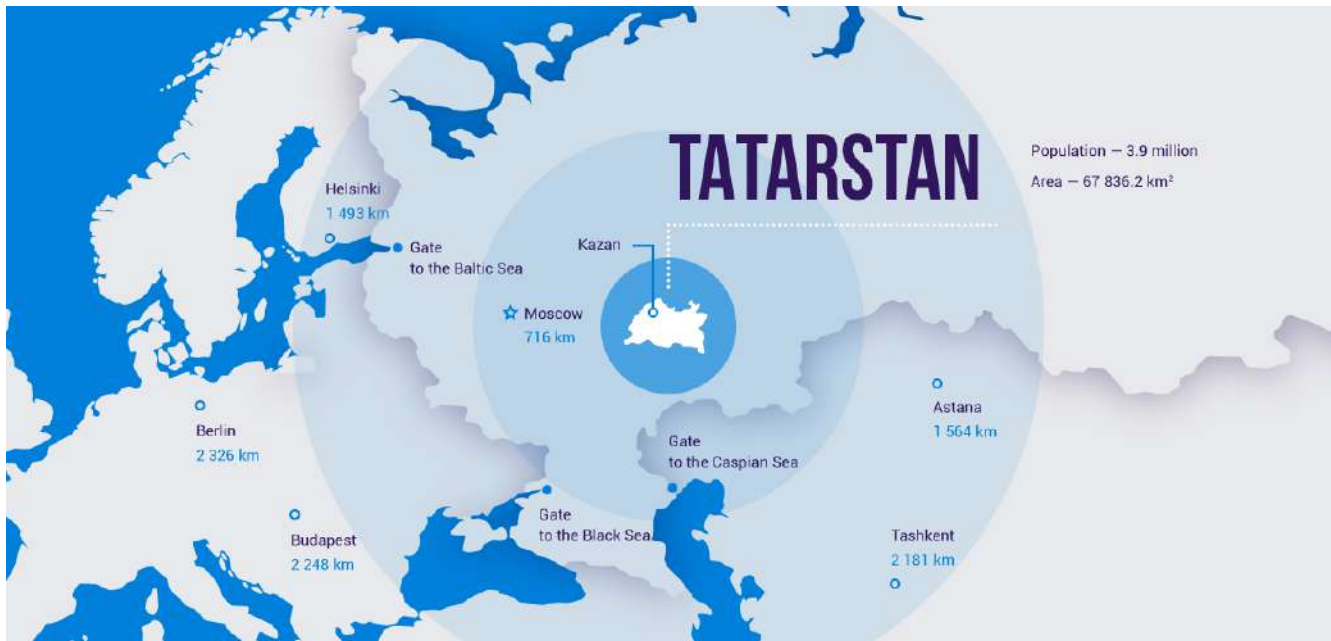 TATARSTAN
Population – 3.9 million
Area – 67 836.2 km²
Helsinki
1 493 km
Gate
to the Baltic Sea
Kazan
Moscow
716 km
Astana
1 564 km
Berlin
2 326 km
Gate
to the Caspian Sea
Gate
to the Black Sea
Budapest
2 248 km
Tashkent
2 181 km